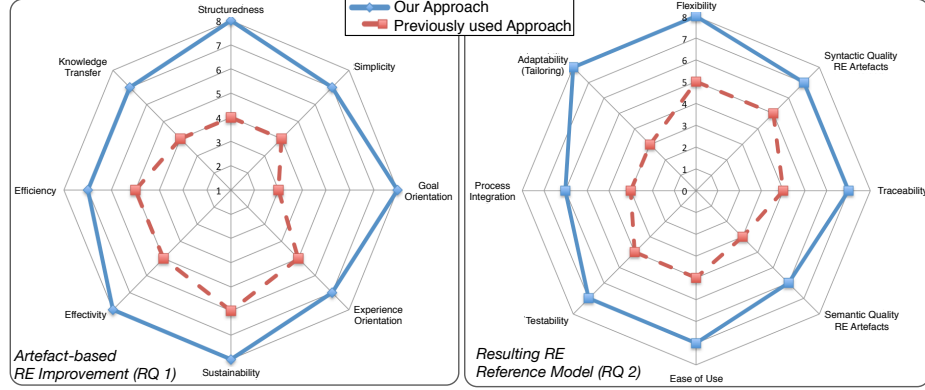 Our Approach
Previously used Approach
Structuredness
8
7
6
5
4
3
2
1
Simplicity
Goal
Orientation
Experience
Orientation
Sustainability
Effectivity
Efficiency
Knowledge
Transfer
Artefact-based
RE Improvement (RQ 1)
Flexibility
8
7
6
5
4
3
2
1
0
Syntactic Quality
RE Artefacts
Traceability
Semantic Quality
RE Artefacts
Ease of Use
Testability
Process
Integration
Adaptability
(Tailoring)
Resulting RE
Reference Model (RQ 2)